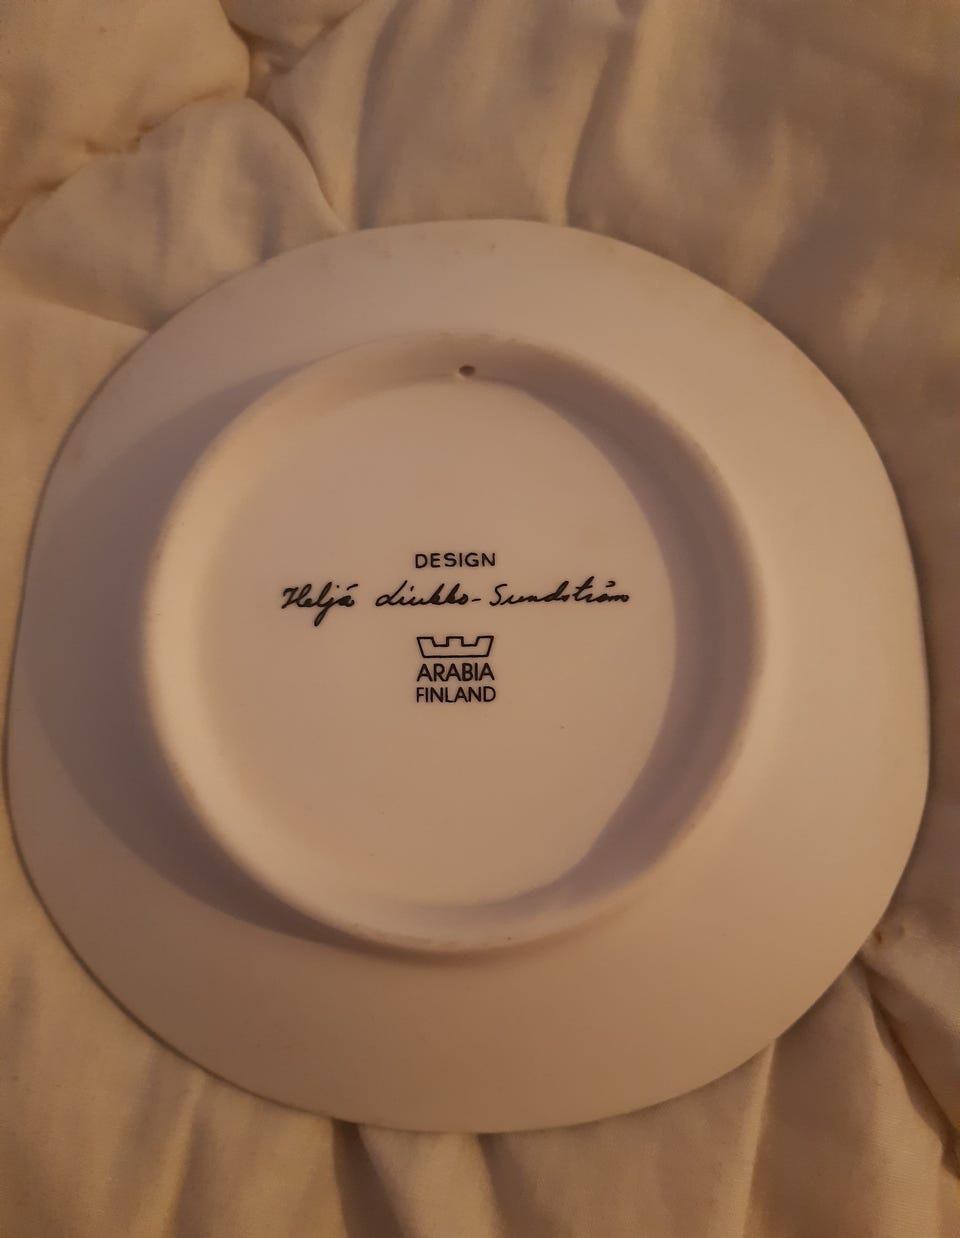 DESIGN
Heljä Liukko-Sundström
ARABIA
FINLAND